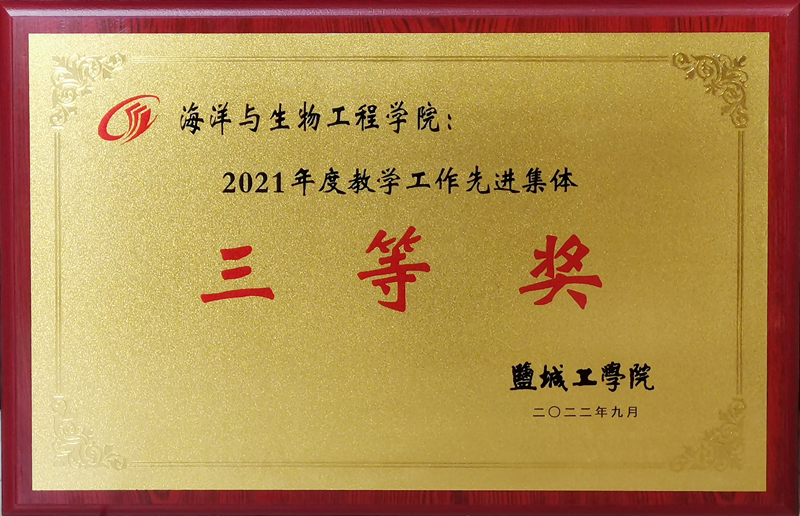 海洋与生物工程学院：
2021年度教学工作先进集体
三等奖
鹽城工學院
二〇二二年九月